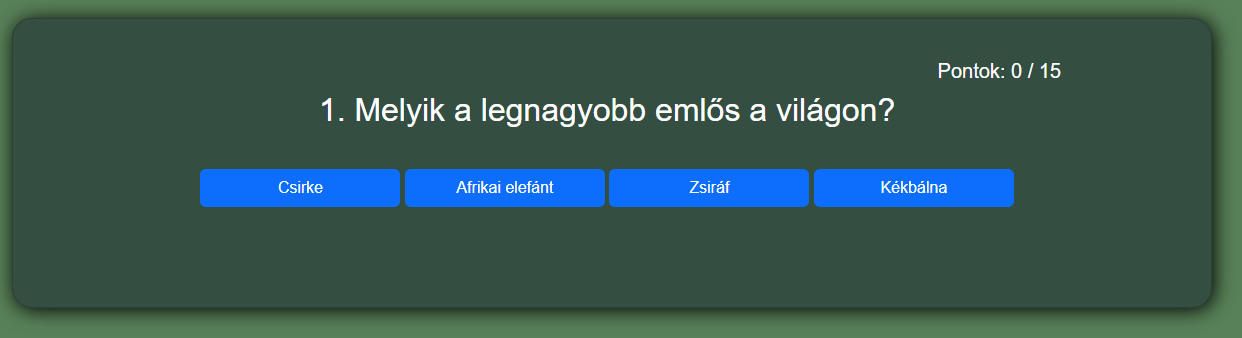 Pontok: 0 / 15
1. Melyik a legnagyobb emlős a világon?
Csirke
Afrikai elefánt
Zsiráf
Kékbálna